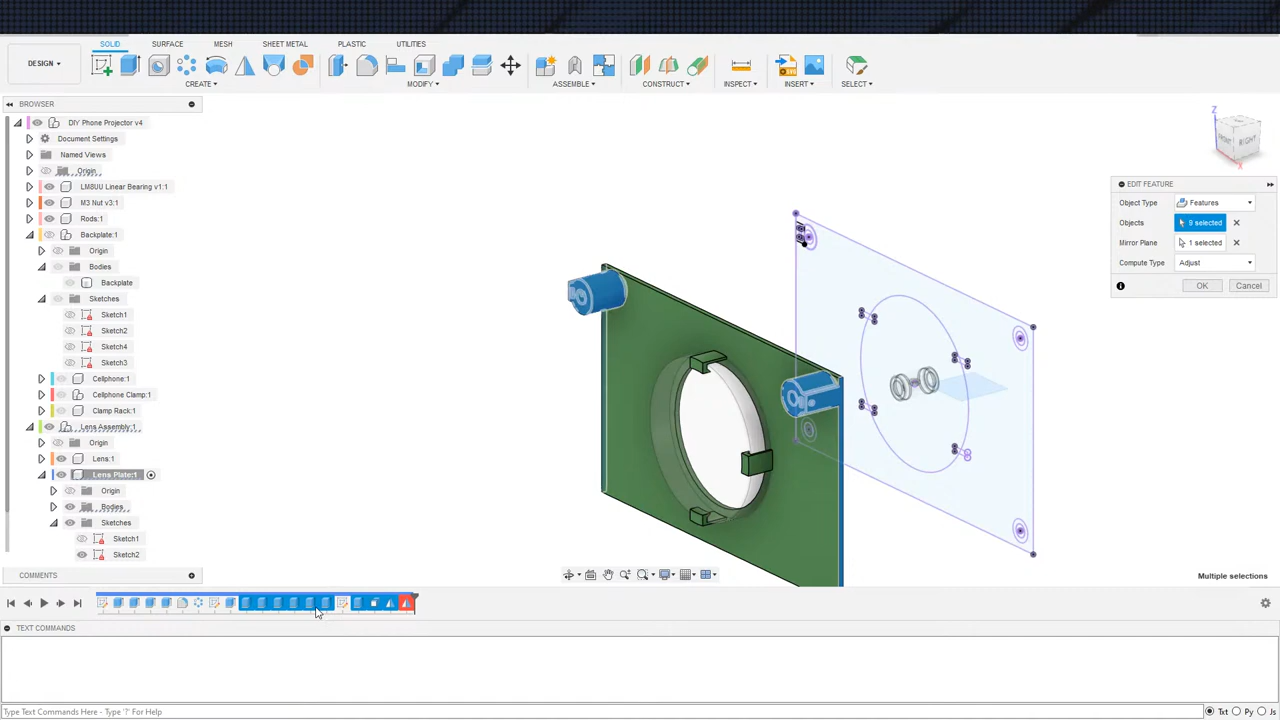 SOLID SURFACE MESH SHEET METAL PLASTIC UTILITIES
DESIGN
CREATE MODIFY ASSEMBLE CONSTRUCT INSPECT INSERT SELECT
BROWSER
DIY Phone Projector v4
Document Settings
Named Views
Origin
LM8UU Linear Bearing v1:1
M3 Nut v3:1
Rods:1
Backplate:1
Origin
Bodies
Backplate
Sketches
Sketch1
Sketch2
Sketch4
Sketch3
Cellphone:1
Cellphone Clamp:1
Clamp Rack:1
Lens Assembly:1
Origin
Lens:1
Lens Plate:1
Origin
Bodies
Sketches
Sketch1
Sketch2
Z
FRONT RIGHT
X
EDIT FEATURE
Object Type Features
Objects 9 selected
Mirror Plane 1 selected
Compute Type Adjust
OK Cancel
COMMENTS
Multiple selections
TEXT COMMANDS
Type Text Commands Here - Type '?' For Help
Txt Py Js